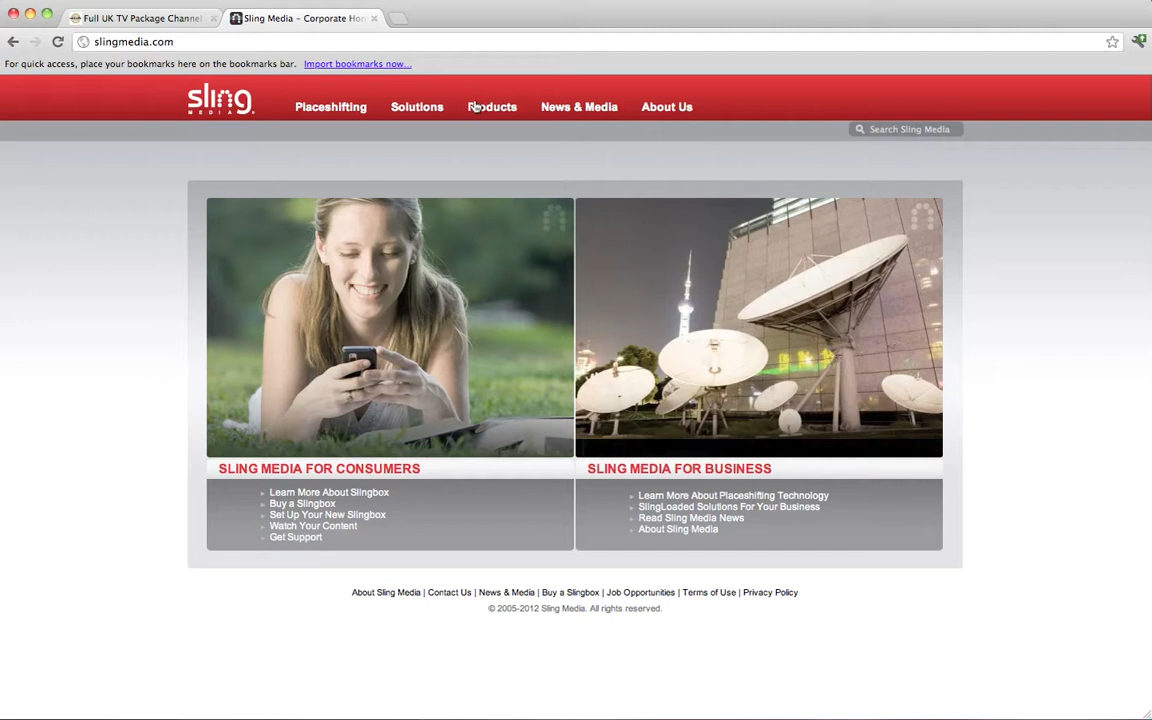 Full UK TV Package Channel
Sling Media – Corporate Hom
slingmedia.com
For quick access, place your bookmarks here on the bookmarks bar. Import bookmarks now...
sling
MEDIA
Placeshifting Solutions Products News & Media About Us
Search Sling Media
SLING MEDIA FOR CONSUMERS
Learn More About Slingbox
Buy a Slingbox
Set Up Your New Slingbox
Watch Your Content
Get Support
SLING MEDIA FOR BUSINESS
Learn More About Placeshifting Technology
SlingLoaded Solutions For Your Business
Read Sling Media News
About Sling Media
About Sling Media | Contact Us | News & Media | Buy a Slingbox | Job Opportunities | Terms of Use | Privacy Policy
© 2005-2012 Sling Media. All rights reserved.